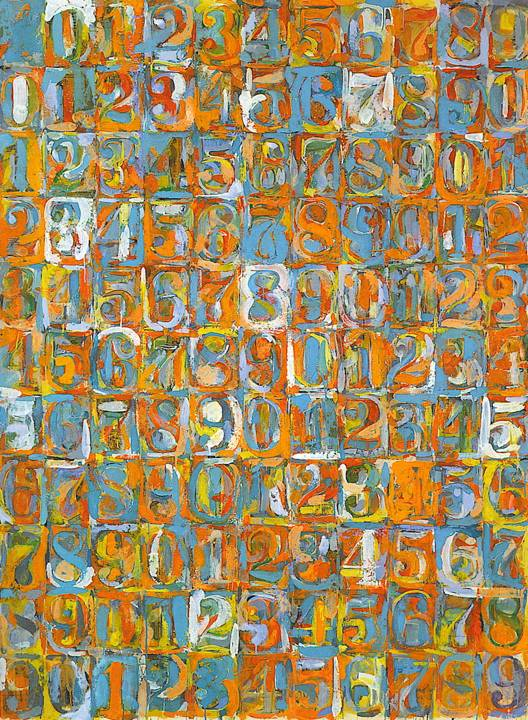 0 1 2 3 4 5 6 7 8 9
0 1 2 3 4 5 6 7 8 9 0
1 2 3 4 5 6 7 8 9 0 1
2 3 4 5 6 7 8 9 0 1 2
3 4 5 6 7 8 9 0 1 2 3
4 5 6 7 8 9 0 1 2 3 4
5 6 7 8 9 0 1 2 3 4 5
6 7 8 9 0 1 2 3 4 5 6
7 8 9 0 1 2 3 4 5 6 7
8 9 0 1 2 3 4 5 6 7 8
9 0 1 2 3 4 5 6 7 8 9